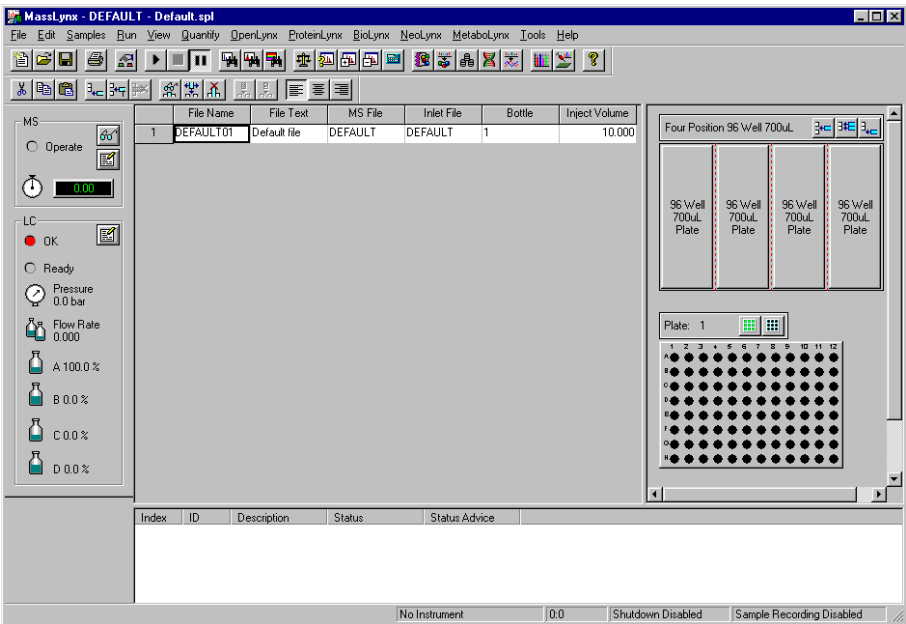 MassLynx - DEFAULT - Default.spl
File Edit Samples Run View Quantify OpenLynx ProteinLynx BioLynx NeoLynx MetaboLynx Tools Help
MS
Operate
0.00
LC
OK
Ready
Pressure
0.0 bar
Flow Rate
0.000
A 100.0 %
B 0.0 %
C 0.0 %
D 0.0 %
File Name File Text MS File Inlet File Bottle Inject Volume
1 DEFAULT01 Default file DEFAULT DEFAULT 1 10.000
Four Position 96 Well 700uL
96 Well 96 Well 96 Well 96 Well
700uL 700uL 700uL 700uL
Plate Plate Plate Plate
Plate: 1
1 2 3 4 5 6 7 8 9 10 11 12
A
B
C
D
E
F
G
H
Index ID Description Status Status Advice
No Instrument 0:0 Shutdown Disabled Sample Recording Disabled